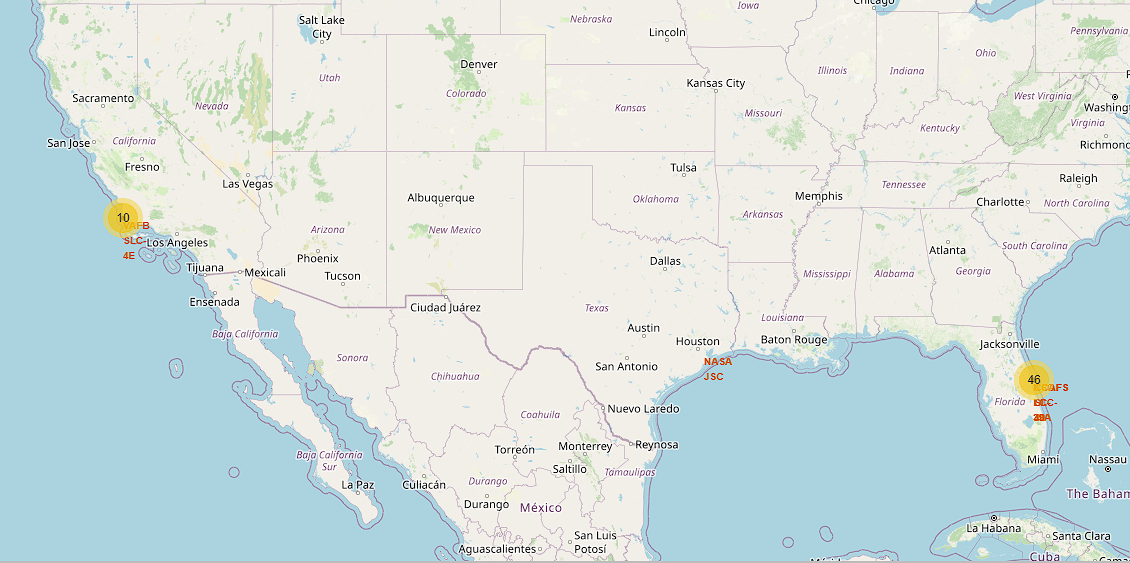 Chicago
Iowa
Nebraska
Salt Lake
City
Pennsylvania
Lincoln
Ohio
Denver
Utah
Illinois
Indiana
Kansas City
Colorado
Sacramento
Nevada
Kansas
Missouri
West Virginia
Washingt
Virginia
Kentucky
San Jose
California
Richmond
Fresno
Tulsa
Las Vegas
Raleigh
Tennessee
Albuquerque
Oklahoma
Memphis
Charlotte
North Carolina
10
VAFB
SLC-
4E
Arkansas
Arizona
New Mexico
Los Angeles
South Carolina
Atlanta
Phoenix
Dallas
Tijuana
Mexicali
Tucson
Mississippi
Alabama
Georgia
Ensenada
Ciudad Juárez
Texas
Louisiana
Baja California
Austin
Houston
Baton Rouge
Jacksonville
Sonora
NASA
JSC
San Antonio
Chihuahua
46
Florida
Coahuila
Nuevo Laredo
Reynosa
Torreón
Monterrey
Baja California
Sur
Miami
Nassau
Saltillo
Tamaulipas
Durango
La Paz
Culiacán
The Baham
Durango
México
La Habana
Santa Clara
San Luis
Potosí
Aguascalientes
Cuba